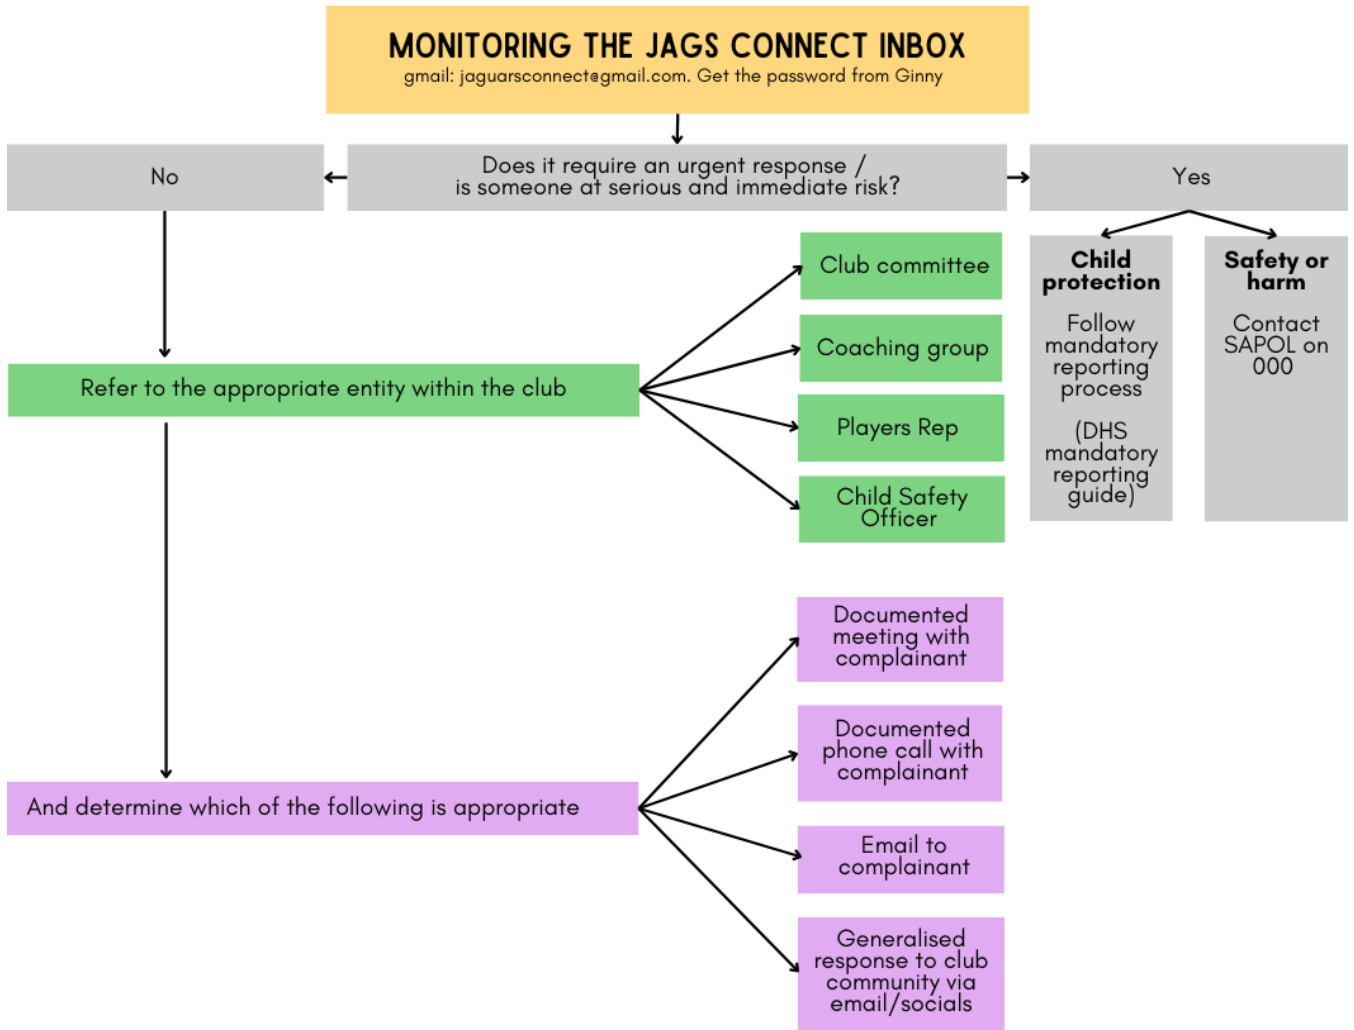 MONITORING THE JAGS CONNECT INBOX
gmail: jaguarsconnect@gmail.com. Get the password from Ginny
No
Does it require an urgent response /
is someone at serious and immediate risk?
Yes
Child
protection
Follow
mandatory
reporting
process
(DHS
mandatory
reporting
guide)
Safety or
harm
Contact
SAPOL on
000
Refer to the appropriate entity within the club
Club committee
Coaching group
Players Rep
Child Safety
Officer
And determine which of the following is appropriate
Documented
meeting with
complainant
Documented
phone call with
complainant
Email to
complainant
Generalised
response to club
community via
email/socials